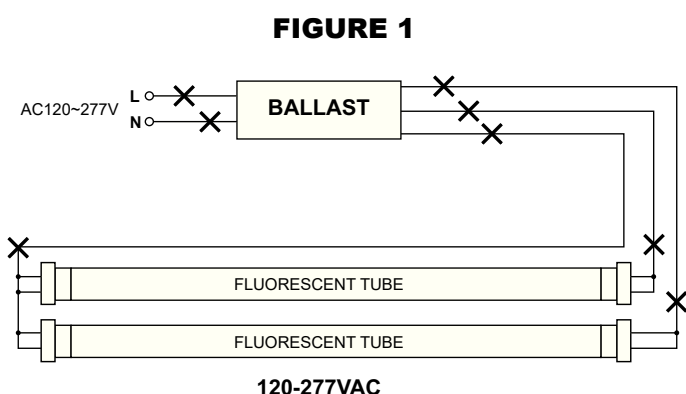 FIGURE 1
L
AC120~277V
N
BALLAST
FLUORESCENT TUBE
FLUORESCENT TUBE
120-277VAC